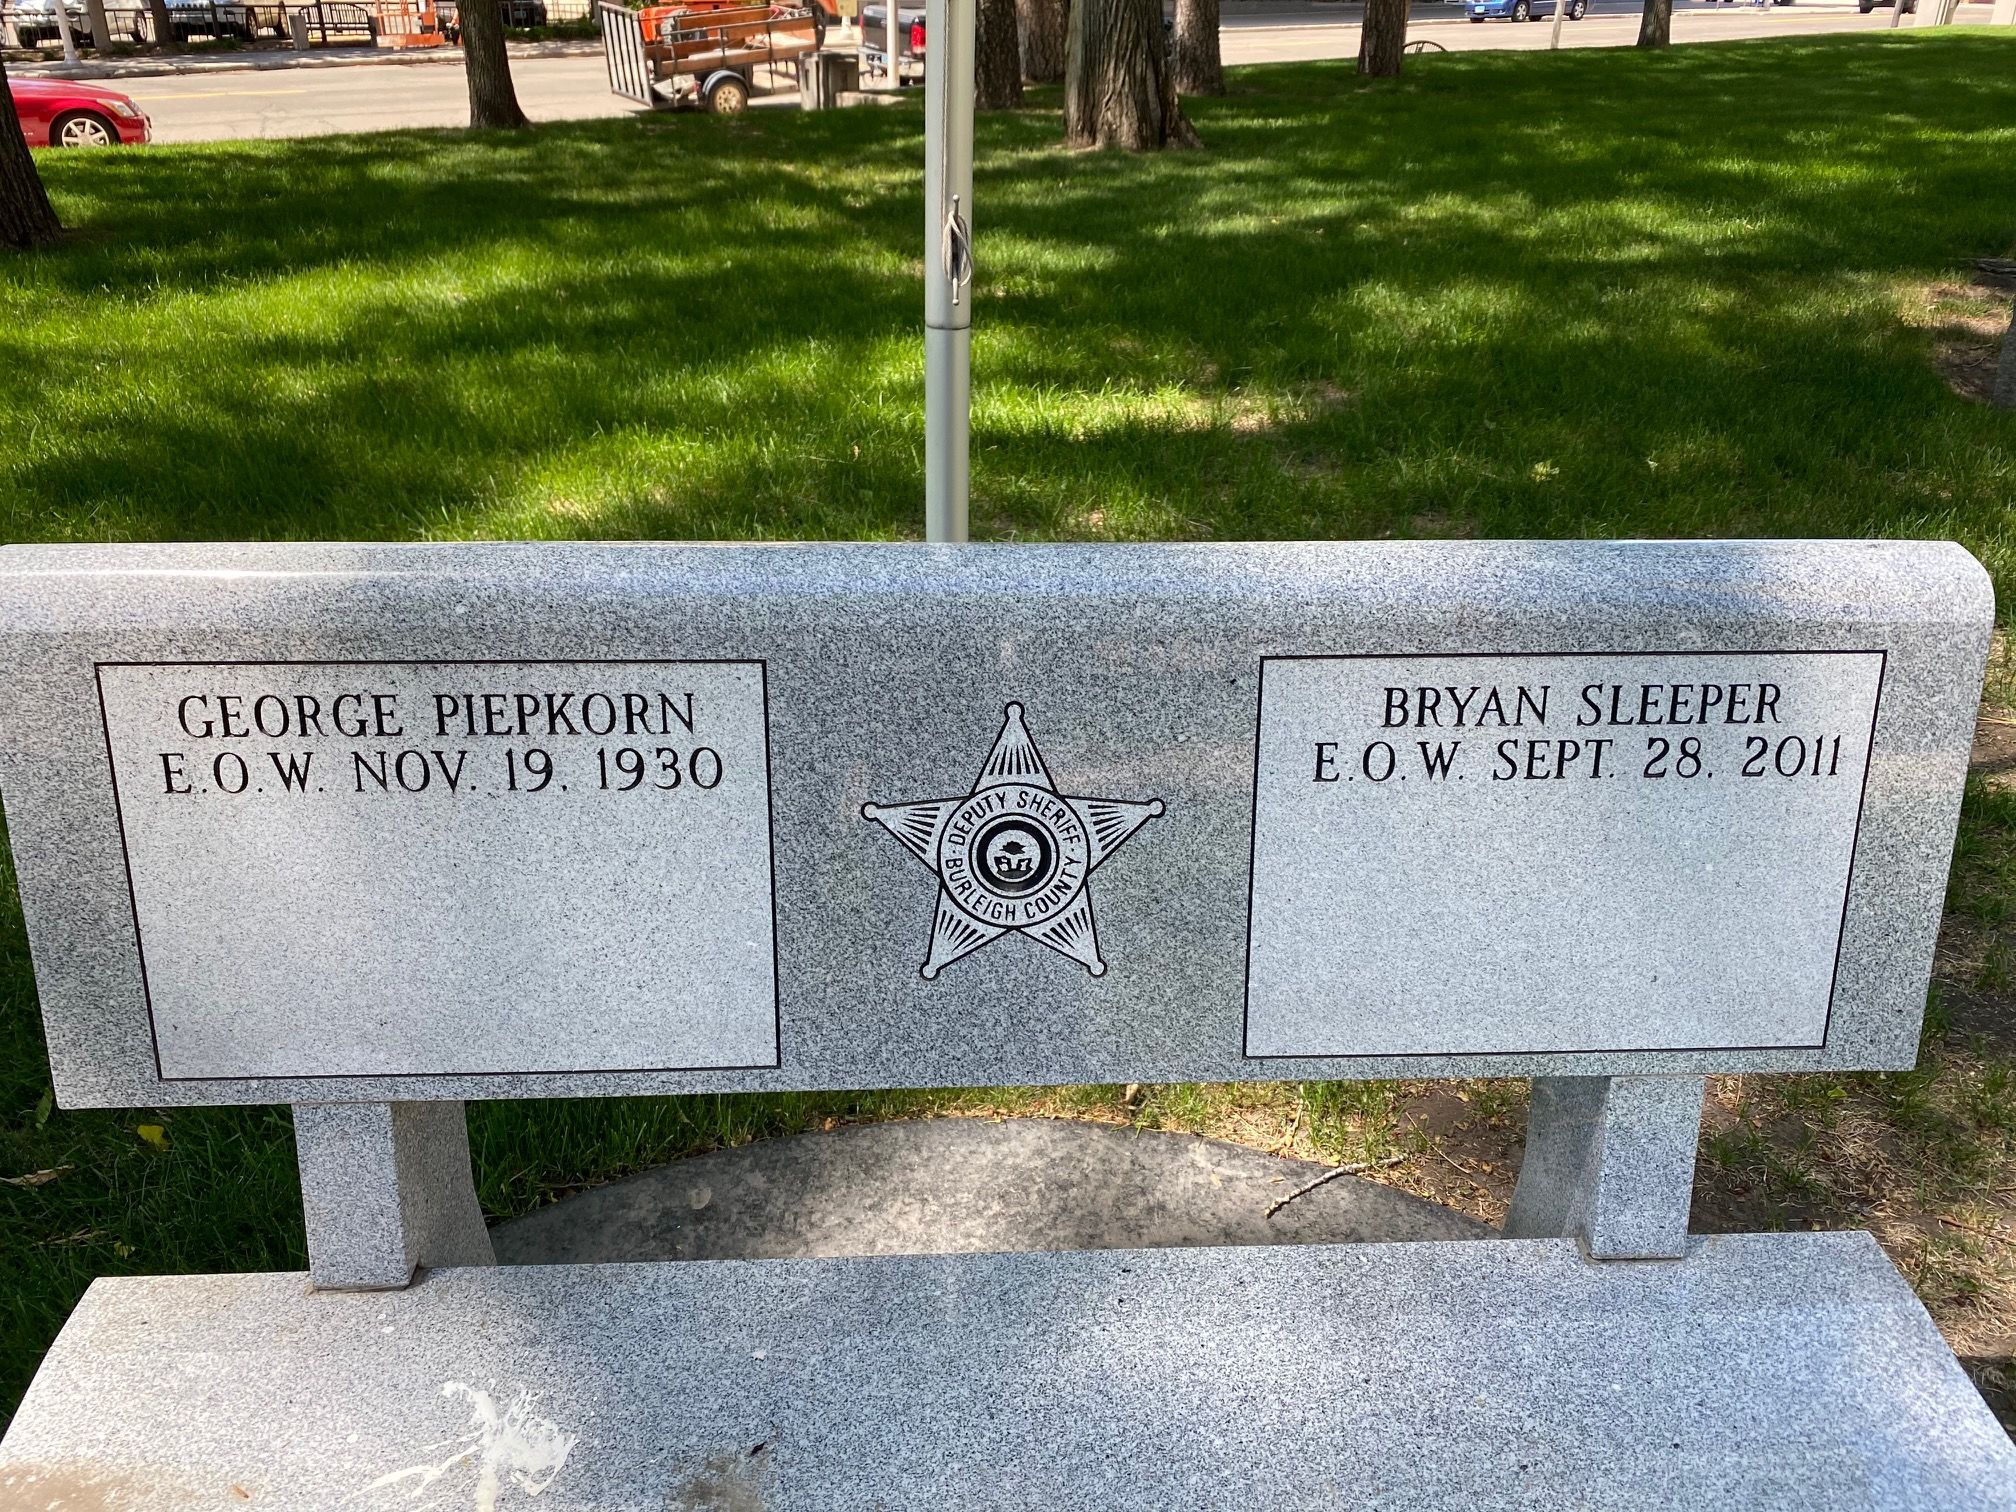 GEORGE PIEPKORN
E.O.W. NOV. 19, 1930
DEPUTY SHERIFF
BURLEIGH COUNTY
BRYAN SLEEPER
E.O.W. SEPT. 28, 2011